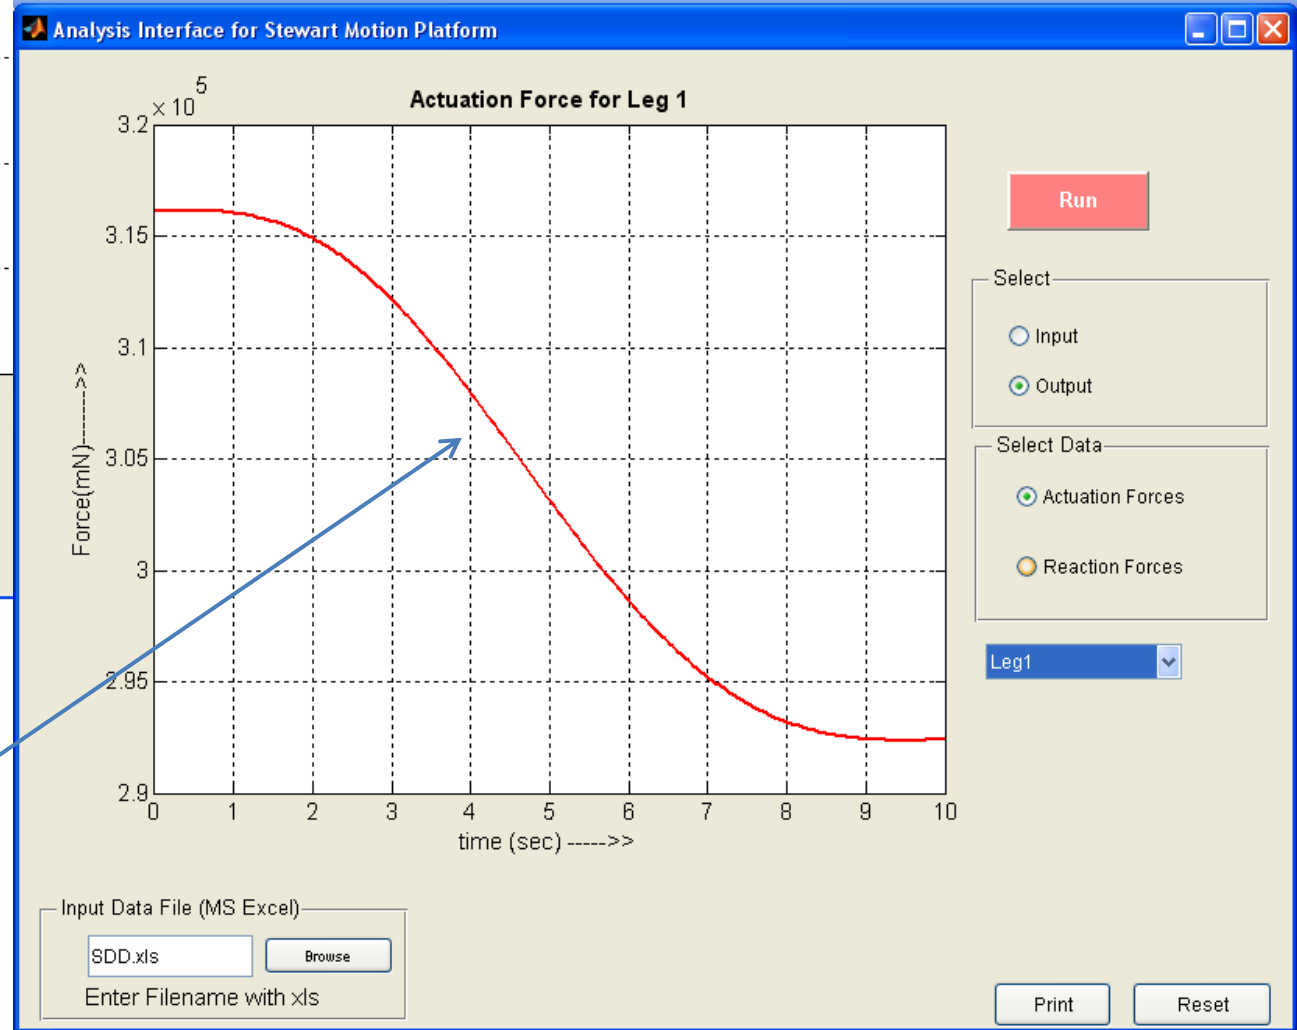 Analysis Interface for Stewart Motion Platform
× 10 5
Actuation Force for Leg 1
3.2
3.15
3.1
3.05
3
2.95
2.9
Force(mN)------->>
0 1 2 3 4 5 6 7 8 9 10
time (sec) ----->>
Run
Select
Input
Output
Select Data
Actuation Forces
Reaction Forces
Leg1
Input Data File (MS Excel)
SDD.xls
Browse
Enter Filename with xls
Print
Reset